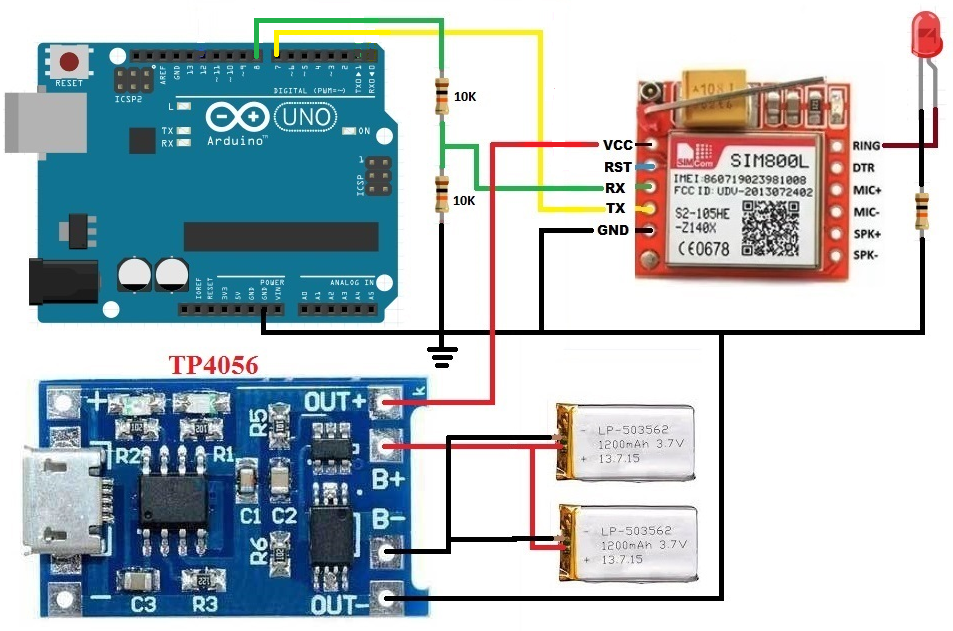 RESET
ICSP2
AREF
GND
13
12
~11
~10
~9
8
7
~6
~5
4
~3
2
TX0►1
RX0◄0
DIGITAL (PWM=~)
L
TX
RX
Arduino™
UNO
ON
1
ICSP
IOREF
RESET
3V3
5V
GND
GND
VIN
POWER
A0
A1
A2
A3
A4
A5
ANALOG IN
10K
10K
VCC
RST
RX
TX
GND
SIMCom
SIM800L
IMEI:860719023981008
FCC ID: UDV-2013072402
S2-105HE
-Z140X
CE0678
RING
DTR
MIC+
MIC-
SPK+
SPK-
TP4056
+
R2
R1
R5
OUT+
k
B+
C1
C2
B-
R6
C3
R3
OUT-
-
- LP-503562
1200mAh 3.7V
+ 13.7.15
- LP-503562
1200mAh 3.7V
+ 13.7.15